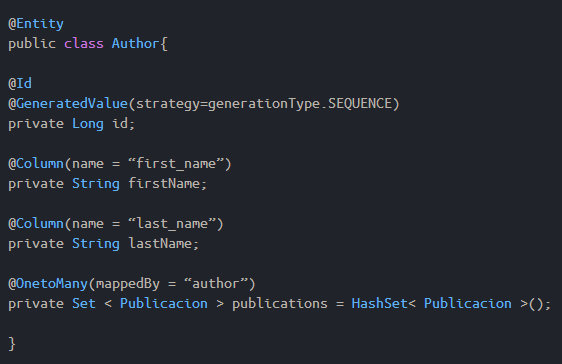 @Entity
public class Author{
@Id
@GeneratedValue(strategy=generationType.SEQUENCE)
private Long id;
@Column(name = “first_name”)
private String firstName;
@Column(name = “last_name”)
private String lastName;
@OnetoMany(mappedBy = “author”)
private Set < Publicacion > publications = HashSet< Publicacion >();
}